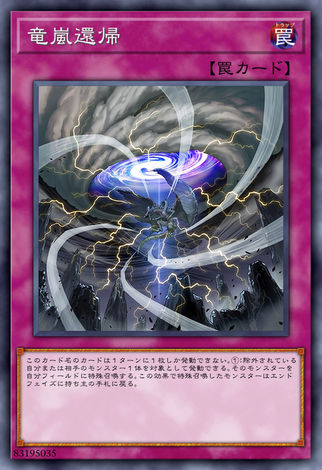 竜嵐還帰
トラップ
罠
【罠カード】
このカード名のカードは１ターンに１枚しか発動できない。①：除外されている
自分または相手のモンスター１体を対象として発動できる。そのモンスターを
自分フィールドに特殊召喚する。この効果で特殊召喚したモンスターはエンド
フェイズに持ち主の手札に戻る。
83195035